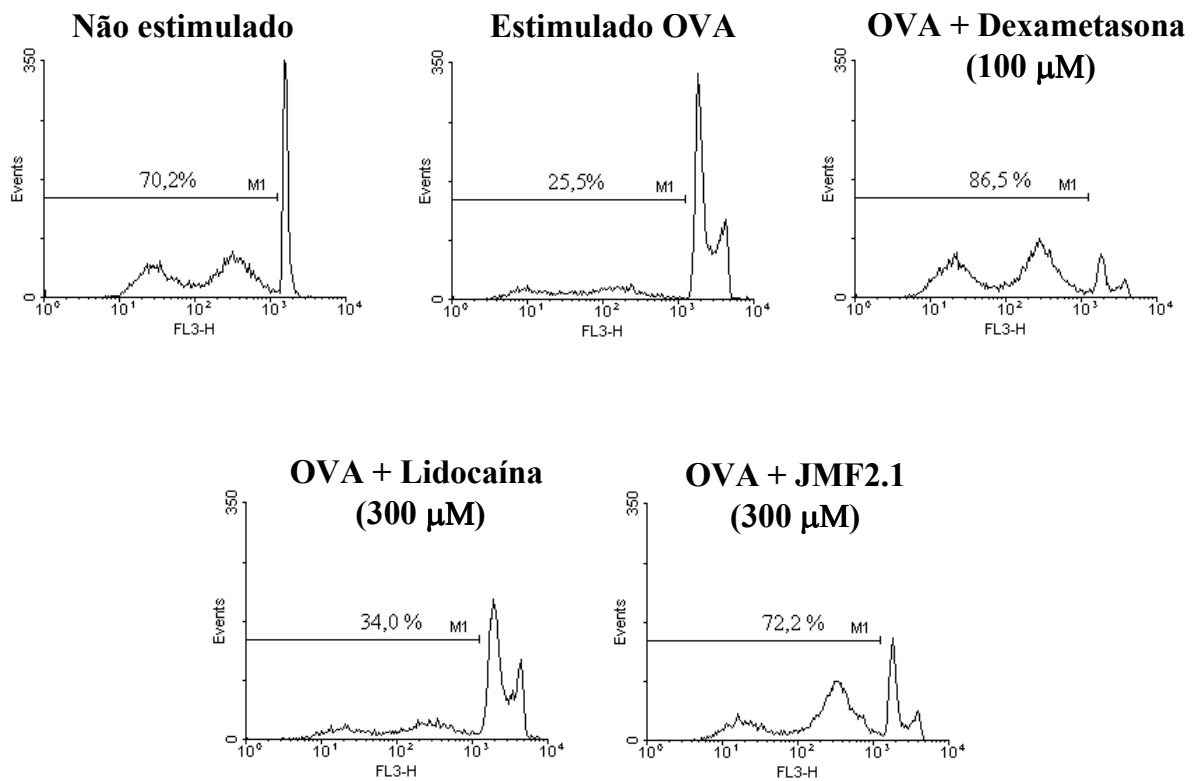 Não estimulado
350
Events
70,2%
M1
0
10⁰
10¹
10²
10³
10⁴
FL3-H
Estimulado OVA
350
Events
25,5%
M1
0
10⁰
10¹
10²
10³
10⁴
FL3-H
OVA + Dexametasona
(100 µM)
350
Events
86,5 %
M1
0
10⁰
10¹
10²
10³
10⁴
FL3-H
OVA + Lidocaína
(300 µM)
350
Events
34,0 %
M1
0
10⁰
10¹
10²
10³
10⁴
FL3-H
OVA + JMF2.1
(300 µM)
350
Events
72,2 %
M1
0
10⁰
10¹
10²
10³
10⁴
FL3-H